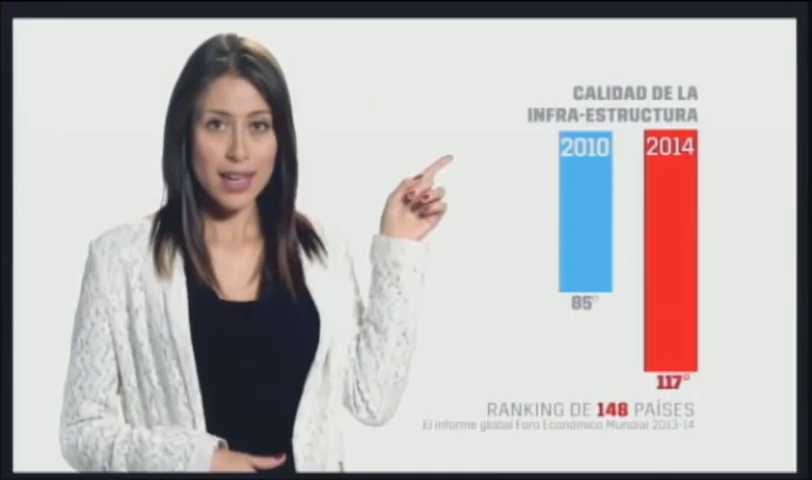 CALIDAD DE LA
INFRA-ESTRUCTURA
2010 2014
85°
117°
RANKING DE 148 PAÍSES
El informe global Foro Económico Mundial 2013-14